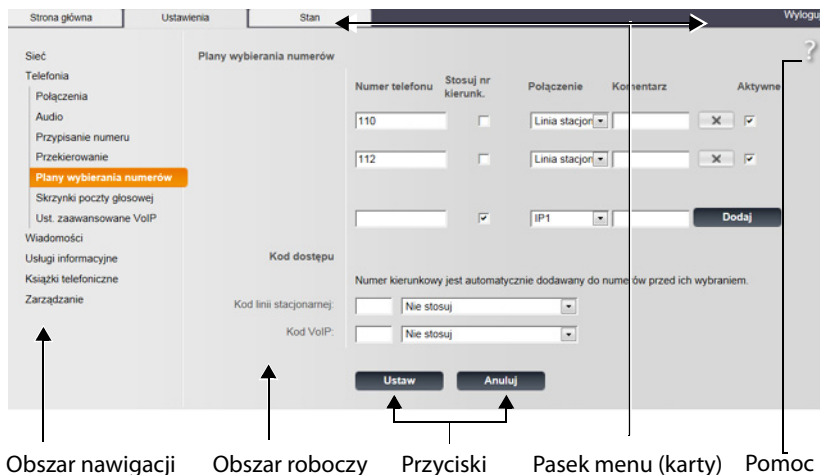 Strona główna Ustawienia Stan Wyloguj
?
Sieć
Telefonia
Połączenia
Audio
Przypisanie numeru
Przekierowanie
Plany wybierania numerów
Skrzynki poczty głosowej
Ust. zaawansowane VoIP
Wiadomości
Usługi informacyjne
Książki telefoniczne
Zarządzanie
Plany wybierania numerów
Numer telefonu Stosuj nr kierunk. Połączenie Komentarz Aktywne
110 Linia stacjon
112 Linia stacjon
IP1 Dodaj
Kod dostępu
Numer kierunkowy jest automatycznie dodawany do numerów przed ich wybraniem.
Kod linii stacjonarnej: Nie stosuj
Kod VoIP: Nie stosuj
Ustaw Anuluj
Obszar nawigacji Obszar roboczy Przyciski Pasek menu (karty) Pomoc